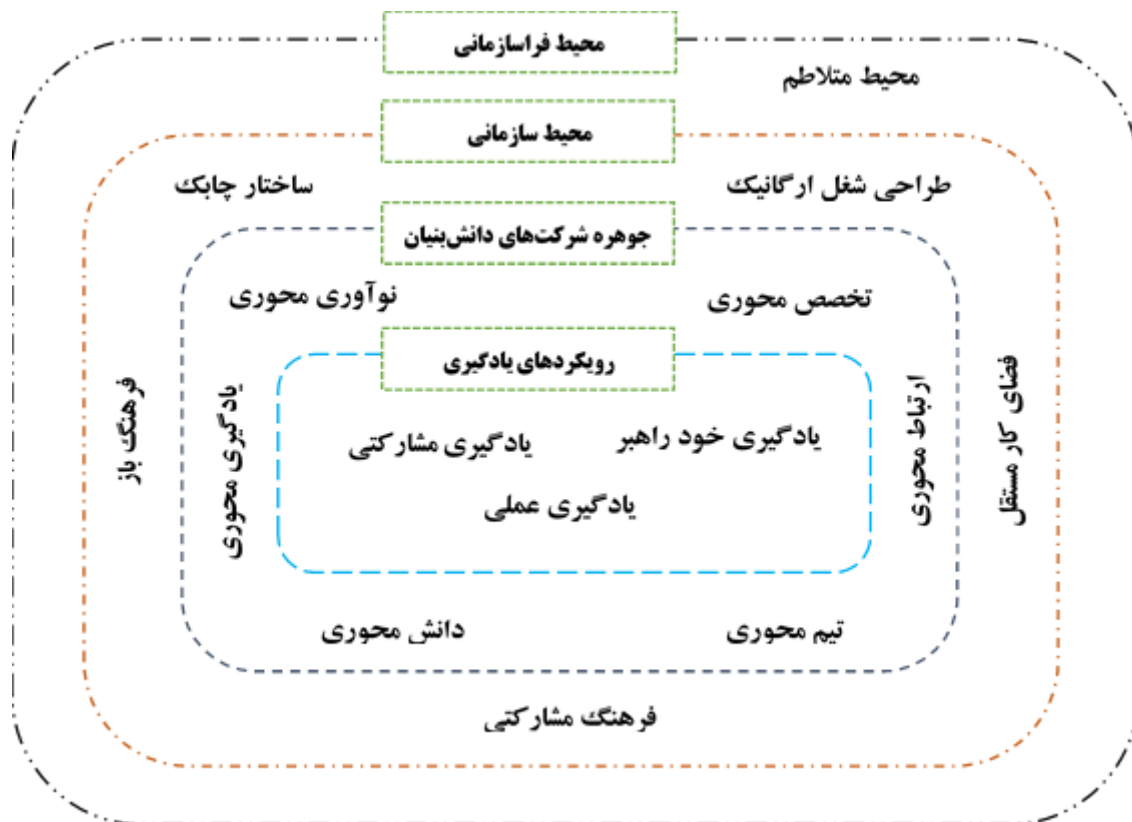 محیط فراسازمانی
محیط متلاطم
محیط سازمانی
طراحی شغل ارگانیک
ساختار چابک
جوهره شرکت‌های دانش‌بنیان
تخصص محوری
نوآوری محوری
رویکردهای یادگیری
فضای کار مستقل
ارتباط محوری
یادگیری خود راهبر
یادگیری مشارکتی
یادگیری عملی
یادگیری محوری
فرهنگ باز
تیم محوری
دانش محوری
فرهنگ مشارکتی